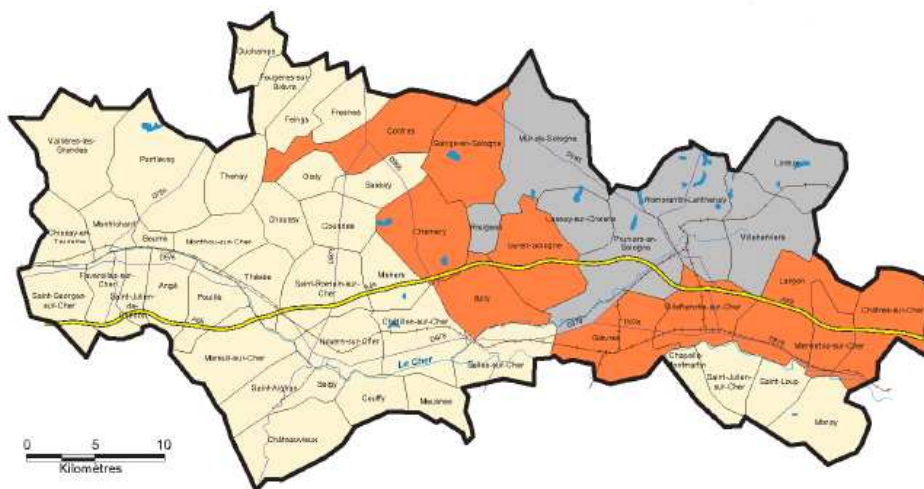 Ouchamps
Fougères-sur-
Bièvre
Feings
Fresnes
Contres
Vallières-les-
Grandes
Pontlevoy
Thenay
Oisly
Sassay
Soings-en-Sologne
Mur-de-Sologne
Loreux
Romorantin-Lanthenay
Villeherviers
Lassay-sur-Croisne
Pruniers-en-
Sologne
Rougeou
Chémery
Gy-en-Sologne
Billy
Choussy
Couddes
Méhers
Montrichard
Bourré
Monthou-sur-Cher
Chissay-en-
Touraine
Faverolles-sur-
Cher
Angé
Pouillé
Thésée
Saint-Romain-sur-
Cher
Saint-Georges-
sur-Cher
Saint-Julien-
de-
Châtillon-sur-Cher
Noyers-sur-Cher
Mareuil-sur-Cher
Le Cher
Selles-sur-Cher
Saint-Aignan
Seigy
Couffy
Meusnes
Châteauvieux
Gièvres
Villefranche-sur-Cher
Langon
Châtres-sur-Cher
Mennetou-sur-Cher
Chapelle-
Montmartin
Saint-Julien-
sur-Cher
Saint-Loup
Maray
0 5 10
Kilomètres